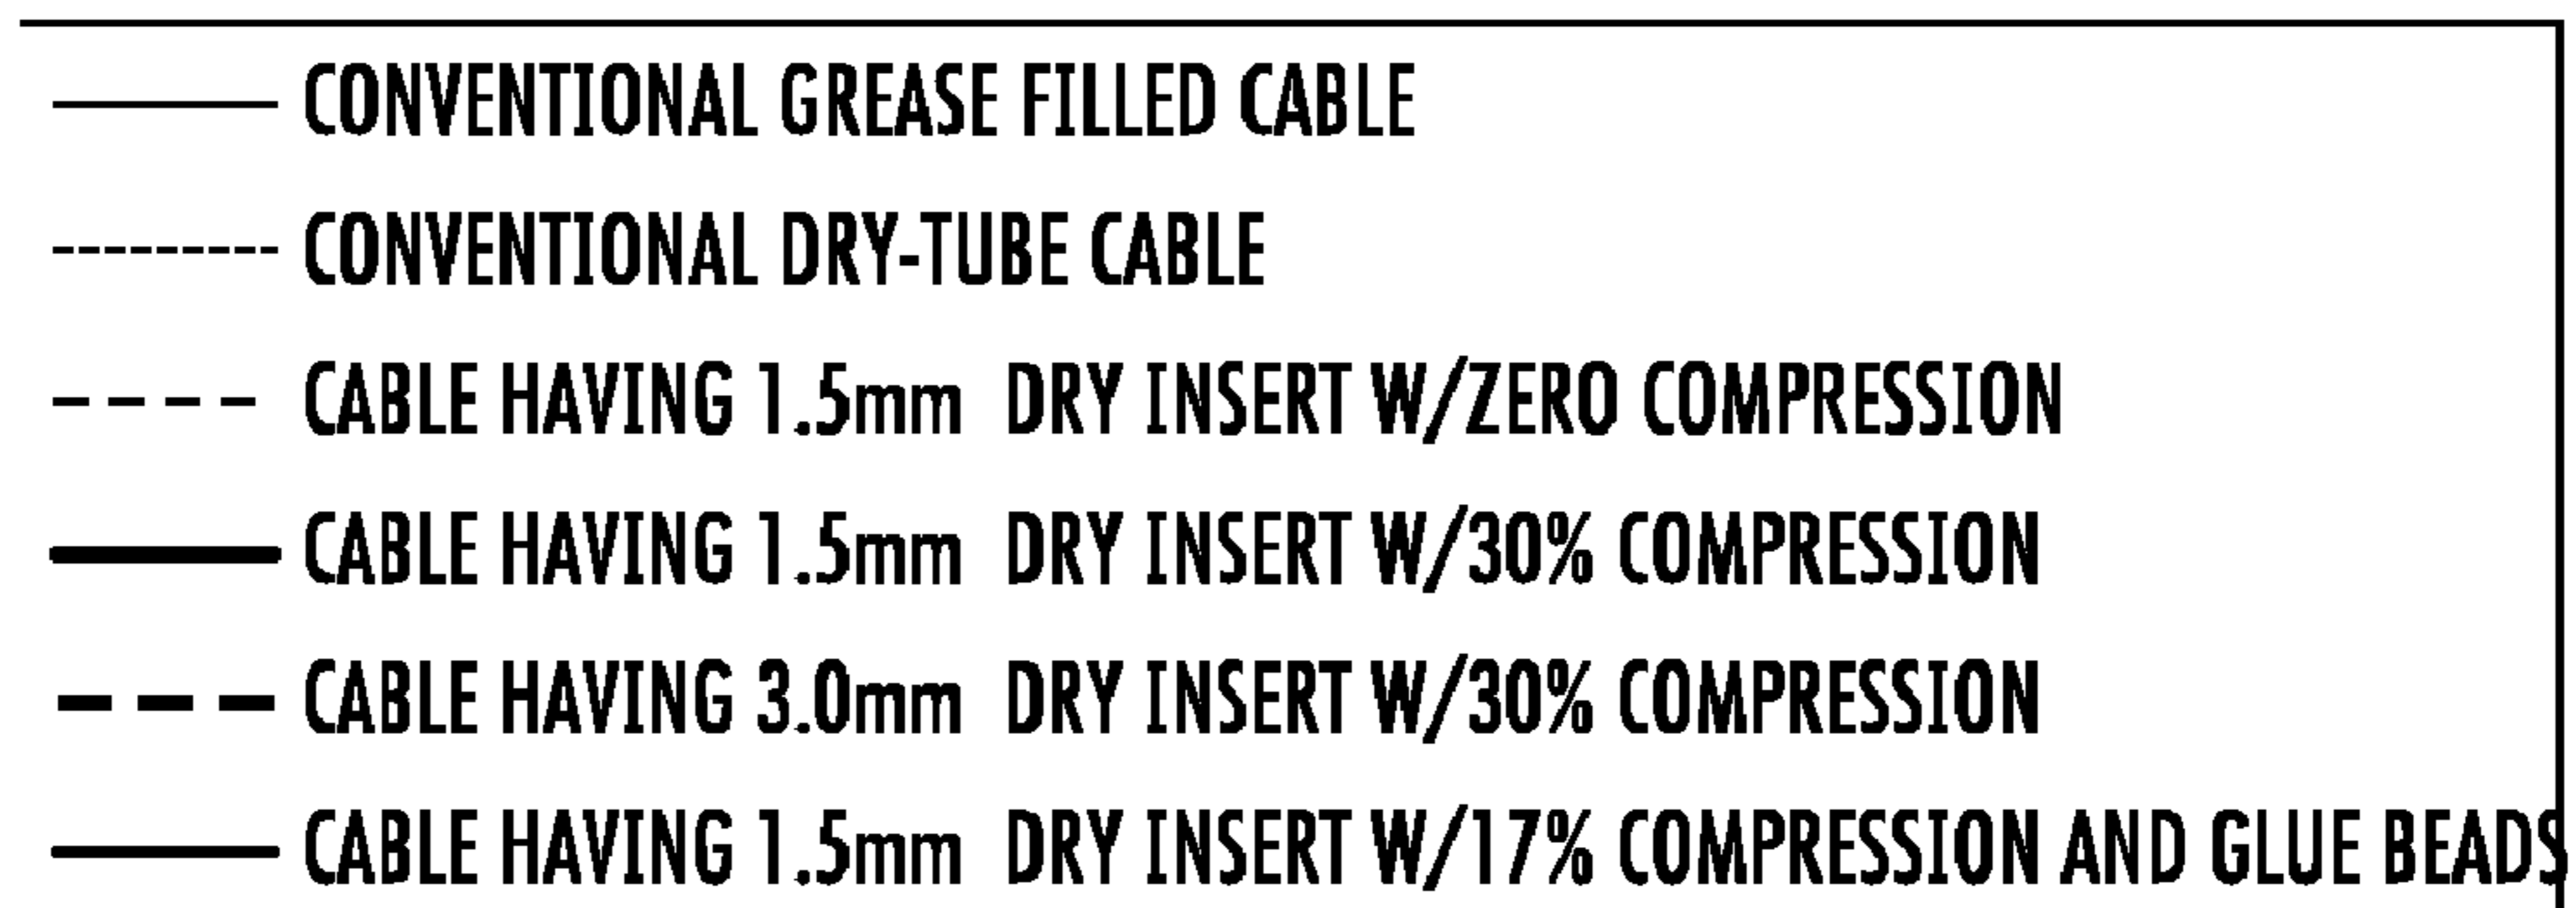 CONVENTIONAL GREASE FILLED CABLE
CONVENTIONAL DRY-TUBE CABLE
CABLE HAVING 1.5mm DRY INSERT W/ZERO COMPRESSION
CABLE HAVING 1.5mm DRY INSERT W/30% COMPRESSION
CABLE HAVING 3.0mm DRY INSERT W/30% COMPRESSION
CABLE HAVING 1.5mm DRY INSERT W/17% COMPRESSION AND GLUE BEADS